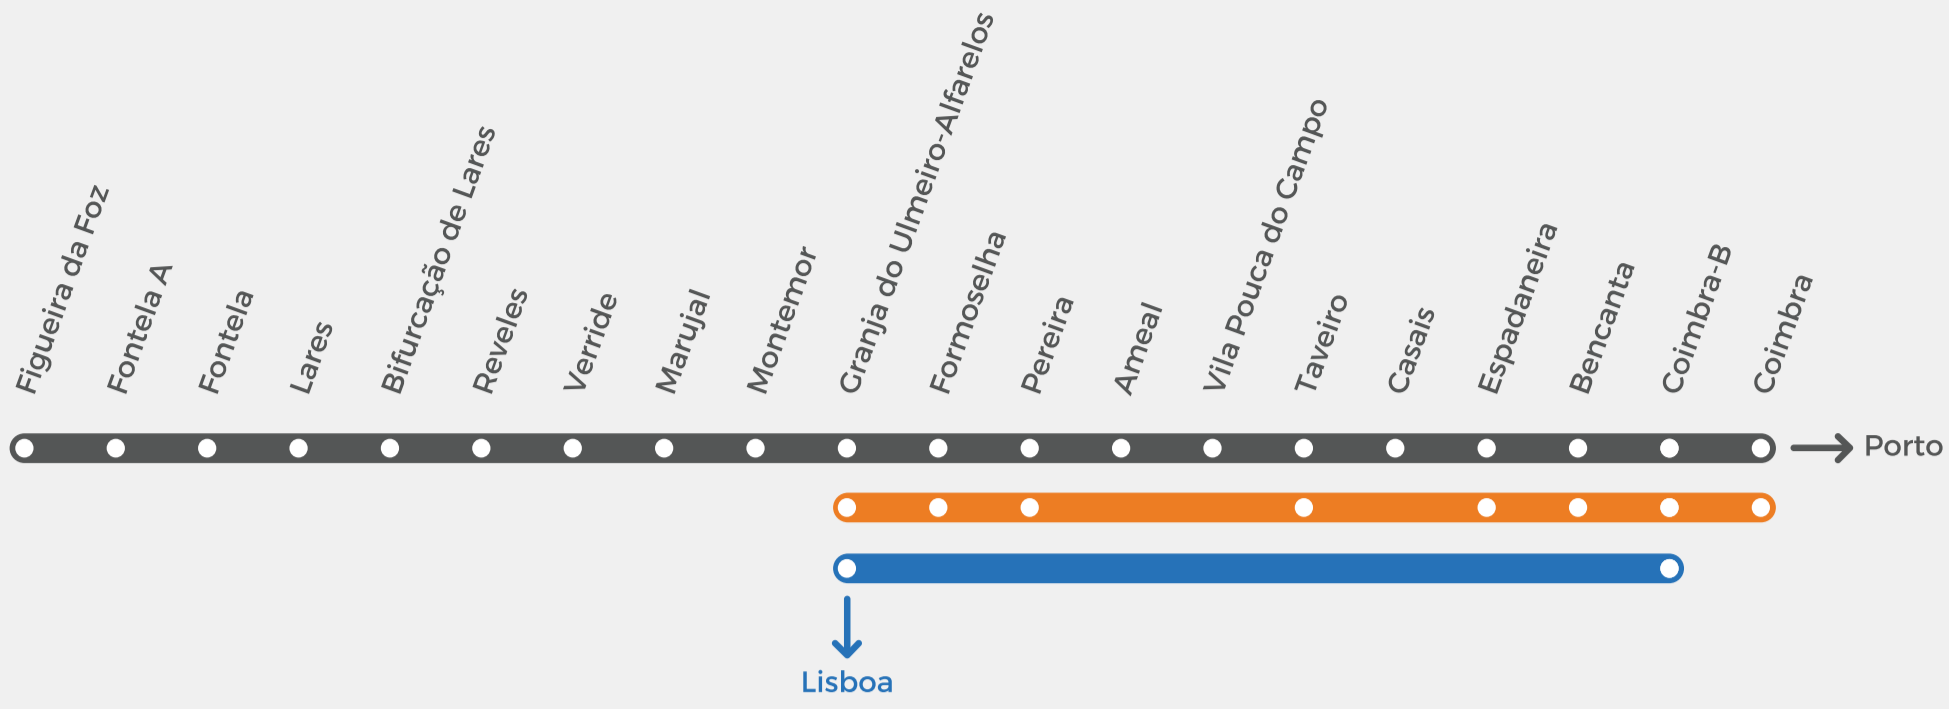 Figueira da Foz
Fontela A
Fontela
Lares
Bifurcação de Lares
Reveles
Verride
Marujal
Montemor
Granja do Ulmeiro-Alfarelos
Formoselha
Pereira
Ameal
Vila Pouca do Campo
Taveiro
Casais
Espadaneira
Bencanta
Coimbra-B
Coimbra
Porto
Lisboa